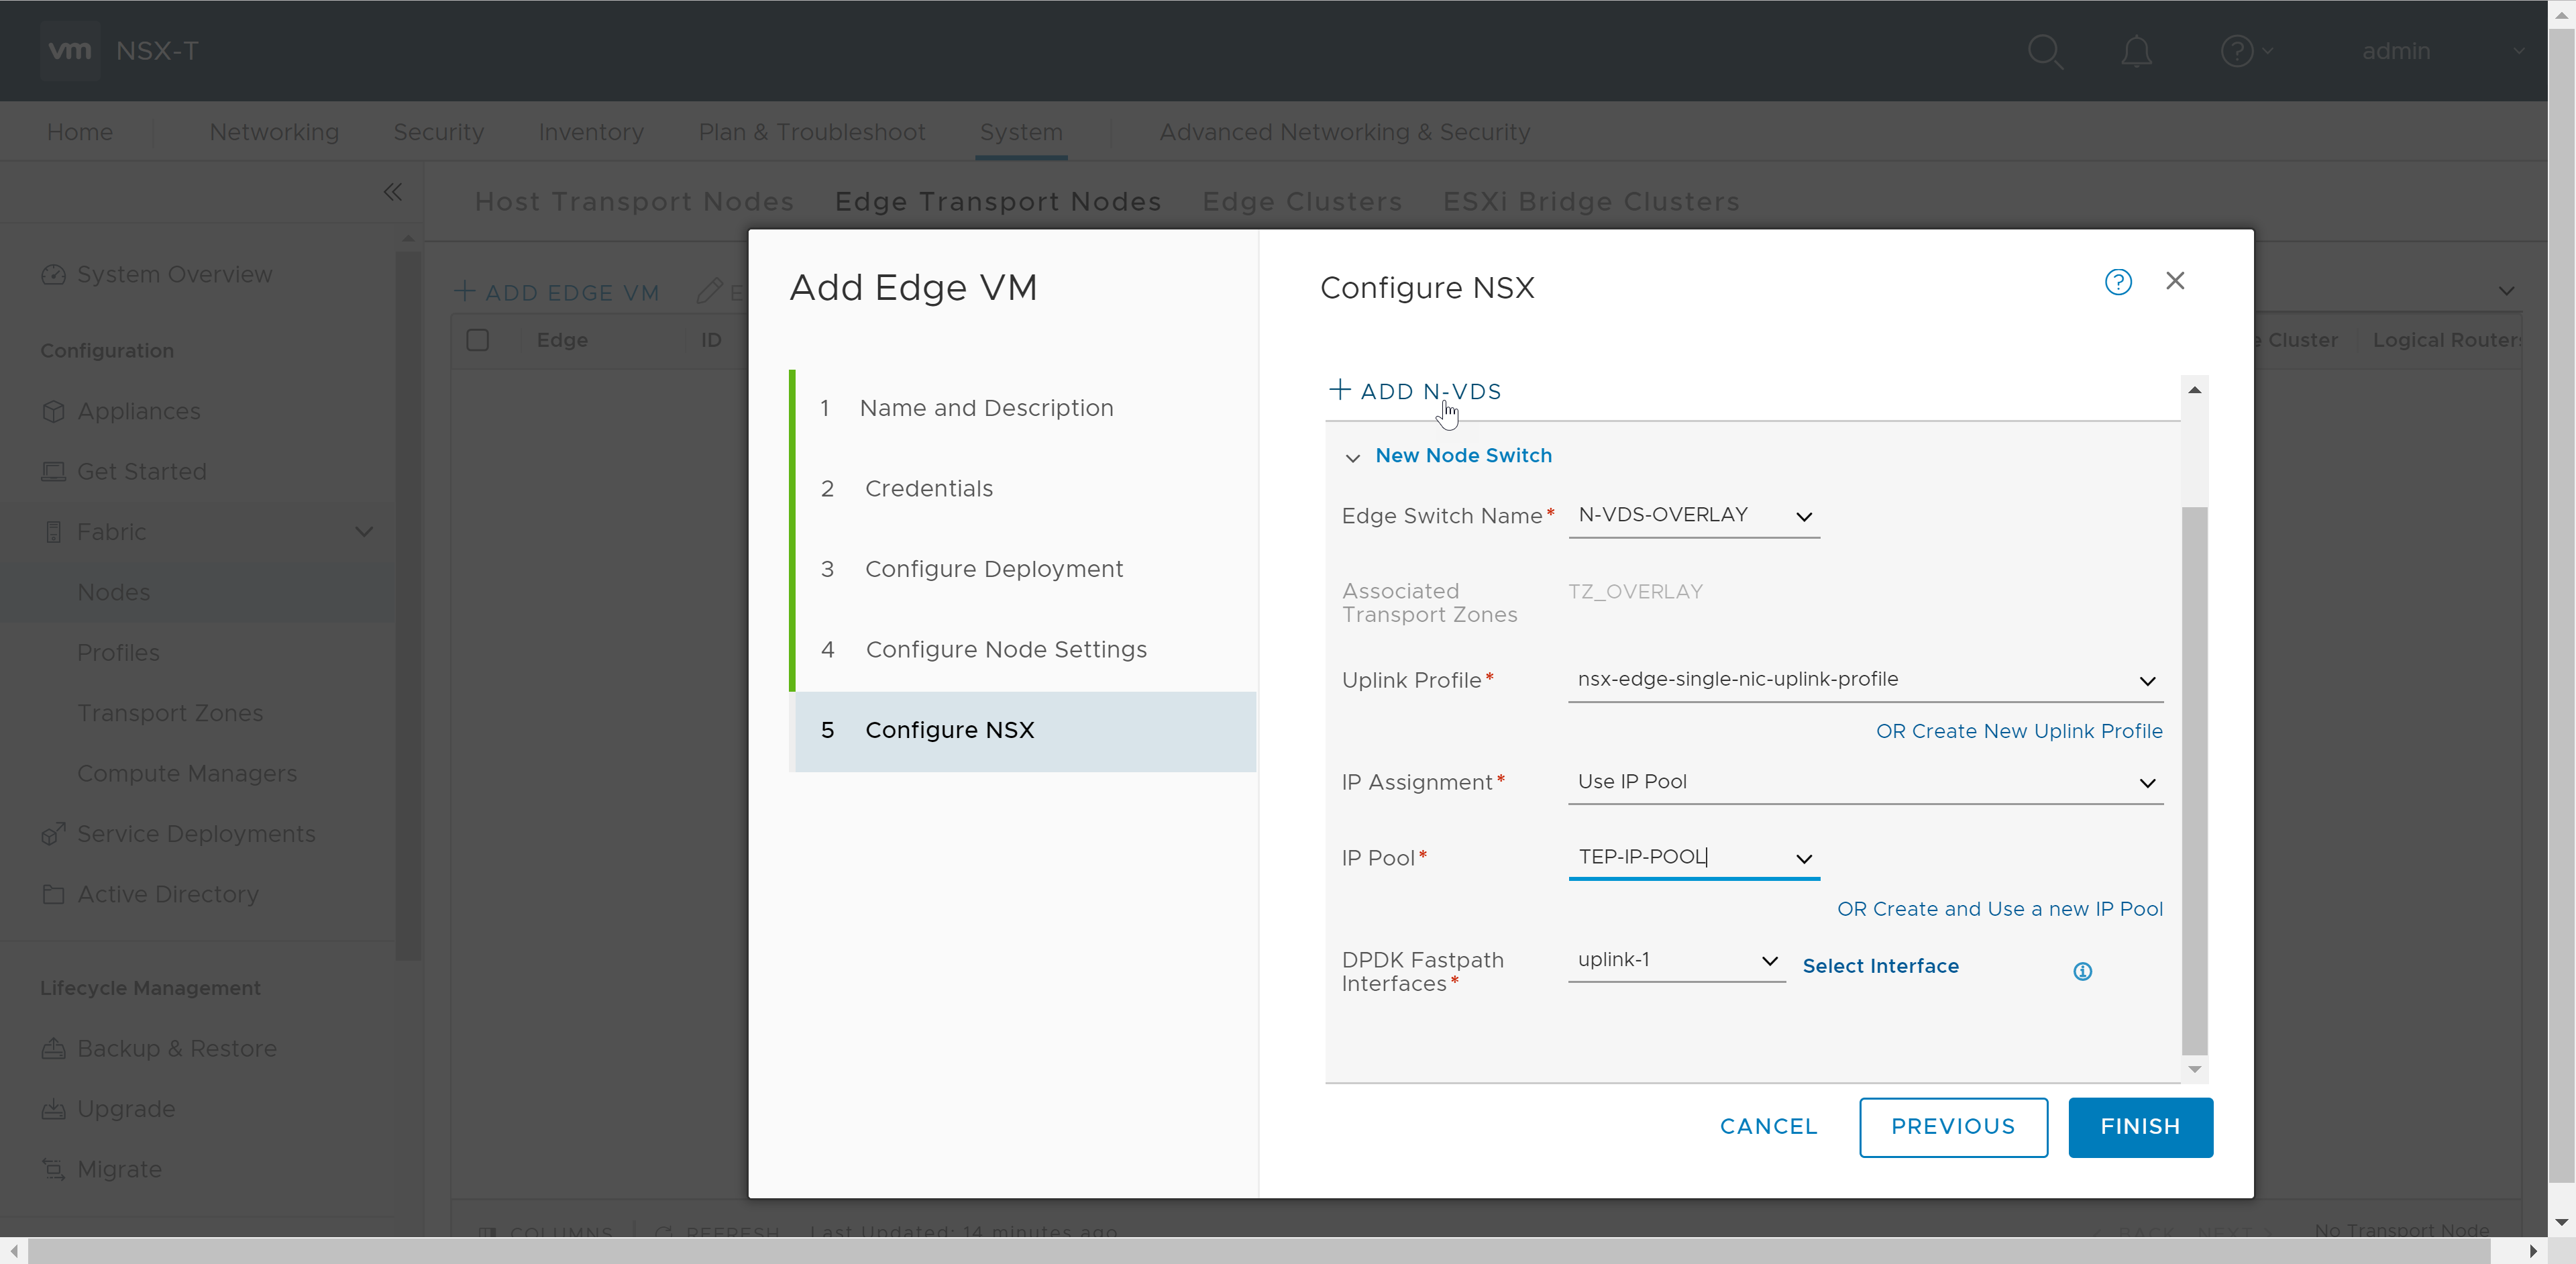 vm NSX-T
admin
Home Networking Security Inventory Plan & Troubleshoot System Advanced Networking & Security
Host Transport Nodes Edge Transport Nodes Edge Clusters ESXi Bridge Clusters
System Overview
Configuration
Appliances
Get Started
Fabric
Nodes
Profiles
Transport Zones
Compute Managers
Service Deployments
Active Directory
Lifecycle Management
Backup & Restore
Upgrade
Migrate
+ ADD EDGE VM
Edge ID
Cluster Logical Routers
Add Edge VM
1 Name and Description
2 Credentials
3 Configure Deployment
4 Configure Node Settings
5 Configure NSX
Configure NSX
+ ADD N-VDS
New Node Switch
Edge Switch Name* N-VDS-OVERLAY
Associated
Transport Zones
TZ_OVERLAY
Uplink Profile* nsx-edge-single-nic-uplink-profile
OR Create New Uplink Profile
IP Assignment* Use IP Pool
IP Pool* TEP-IP-POOL
OR Create and Use a new IP Pool
DPDK Fastpath
Interfaces*
uplink-1 Select Interface
CANCEL PREVIOUS FINISH
COLUMNS REFRESH Last Updated: 14 minutes ago BACK NEXT No Transport Node